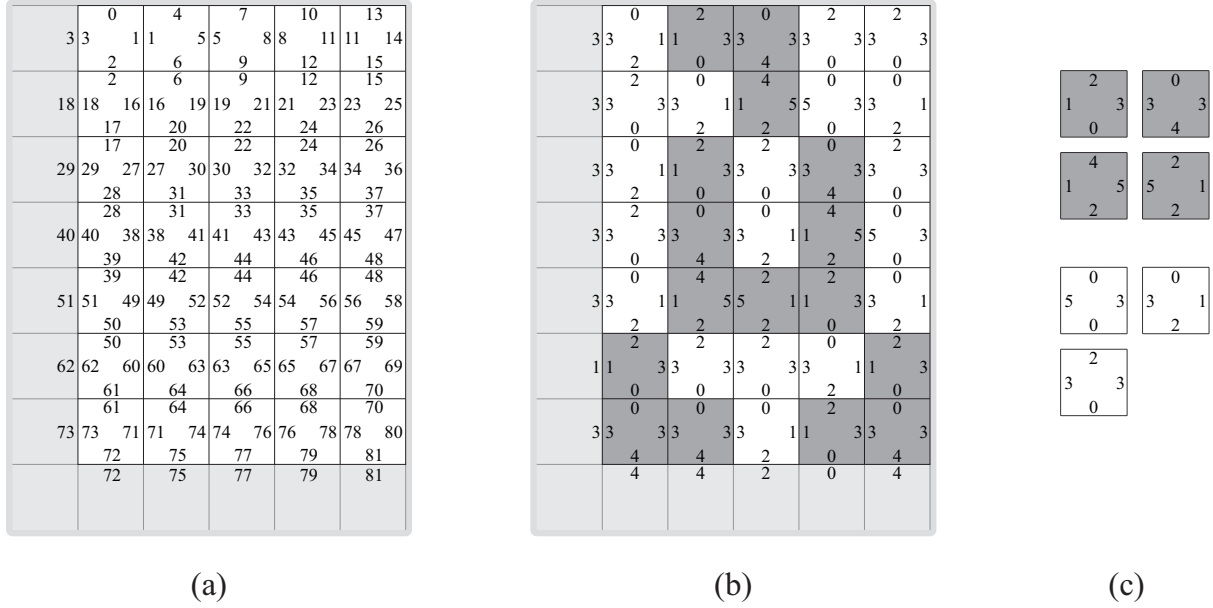 0 4 7 10 13
3 3 1 1 5 5 8 8 11 11 14
2 6 9 12 15
2 6 9 12 15
18 18 16 16 19 19 21 21 23 23 25
17 20 22 24 26
17 20 22 24 26
29 29 27 27 30 30 32 32 34 34 36
28 31 33 35 37
28 31 33 35 37
40 40 38 38 41 41 43 43 45 45 47
39 42 44 46 48
39 42 44 46 48
51 51 49 49 52 52 54 54 56 56 58
50 53 55 57 59
50 53 55 57 59
62 62 60 60 63 63 65 65 67 67 69
61 64 66 68 70
61 64 66 68 70
73 73 71 71 74 74 76 76 78 78 80
72 75 77 79 81
72 75 77 79 81
(a)
0 2 0 2 2
3 3 1 1 3 3 3 3 3 3 3
2 0 4 0 0
2 0 4 0 0
3 3 3 3 1 1 5 5 3 3 1
0 2 2 0 2
0 2 2 0 2
3 3 1 1 3 3 3 3 3 3 3
2 0 0 4 0
2 0 0 4 0
3 3 3 3 3 3 1 1 5 5 3
0 4 2 2 0
0 4 2 2 0
3 3 1 1 5 5 1 1 3 3 1
2 2 2 0 2
2 2 2 0 2
1 1 3 3 3 3 3 3 1 1 3
0 0 0 2 0
0 0 0 2 0
3 3 3 3 3 3 1 1 3 3 3
4 4 2 0 4
4 4 2 0 4
(b)
2 0
1 3 3 3
0 4
4 2
1 5 5 1
2 2
0 0
5 3 3 1
0 2
2
3 3
0
(c)